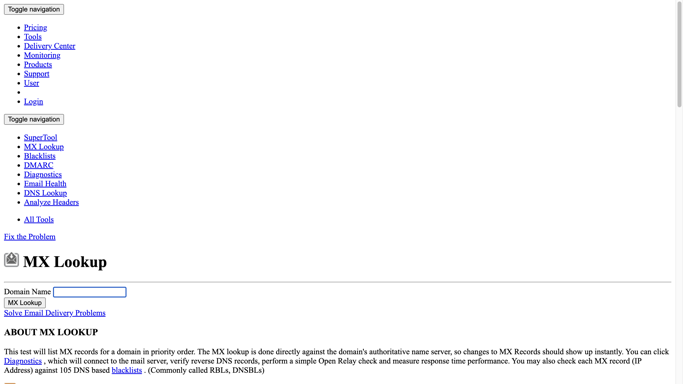 Toggle navigation
Pricing
Tools
Delivery Center
Monitoring
Products
Support
User
Login
Toggle navigation
SuperTool
MX Lookup
Blacklists
DMARC
Diagnostics
Email Health
DNS Lookup
Analyze Headers
All Tools
Fix the Problem
MX Lookup
Domain Name
MX Lookup
Solve Email Delivery Problems
ABOUT MX LOOKUP
This test will list MX records for a domain in priority order. The MX lookup is done directly against the domain's authoritative name server, so changes to MX Records should show up instantly. You can click
Diagnostics , which will connect to the mail server, verify reverse DNS records, perform a simple Open Relay check and measure response time performance. You may also check each MX record (IP
Address) against 105 DNS based blacklists . (Commonly called RBLs, DNSBLs)